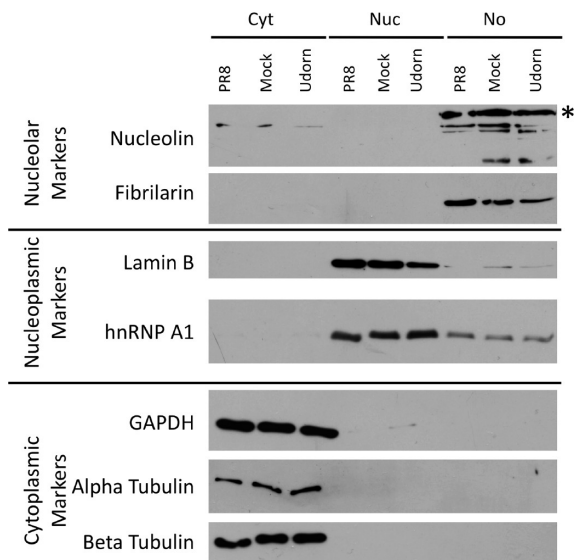 Cyt Nuc No
PR8 Mock Udorn PR8 Mock Udorn PR8 Mock Udorn
*
Nucleolar Markers
Nucleolin
Fibrilarin
Nucleoplasmic Markers
Lamin B
hnRNP A1
Cytoplasmic Markers
GAPDH
Alpha Tubulin
Beta Tubulin